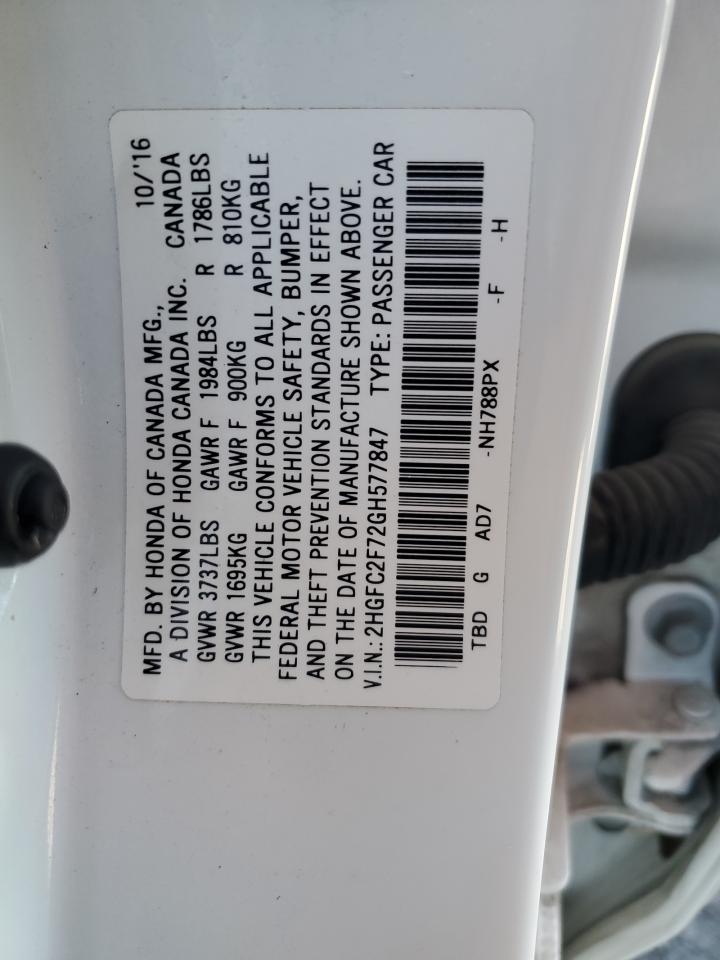 MFD. BY HONDA OF CANADA MFG., 10/'16
A DIVISION OF HONDA CANADA INC. CANADA
GVWR 3737LBS GAWR F 1984LBS R 1786LBS
GVWR 1695KG GAWR F 900KG R 810KG
THIS VEHICLE CONFORMS TO ALL APPLICABLE
FEDERAL MOTOR VEHICLE SAFETY, BUMPER,
AND THEFT PREVENTION STANDARDS IN EFFECT
ON THE DATE OF MANUFACTURE SHOWN ABOVE.
V.I.N.: 2HGFC2F72GH577847 TYPE: PASSENGER CAR
TBD G AD7 -NH788PX -F -H